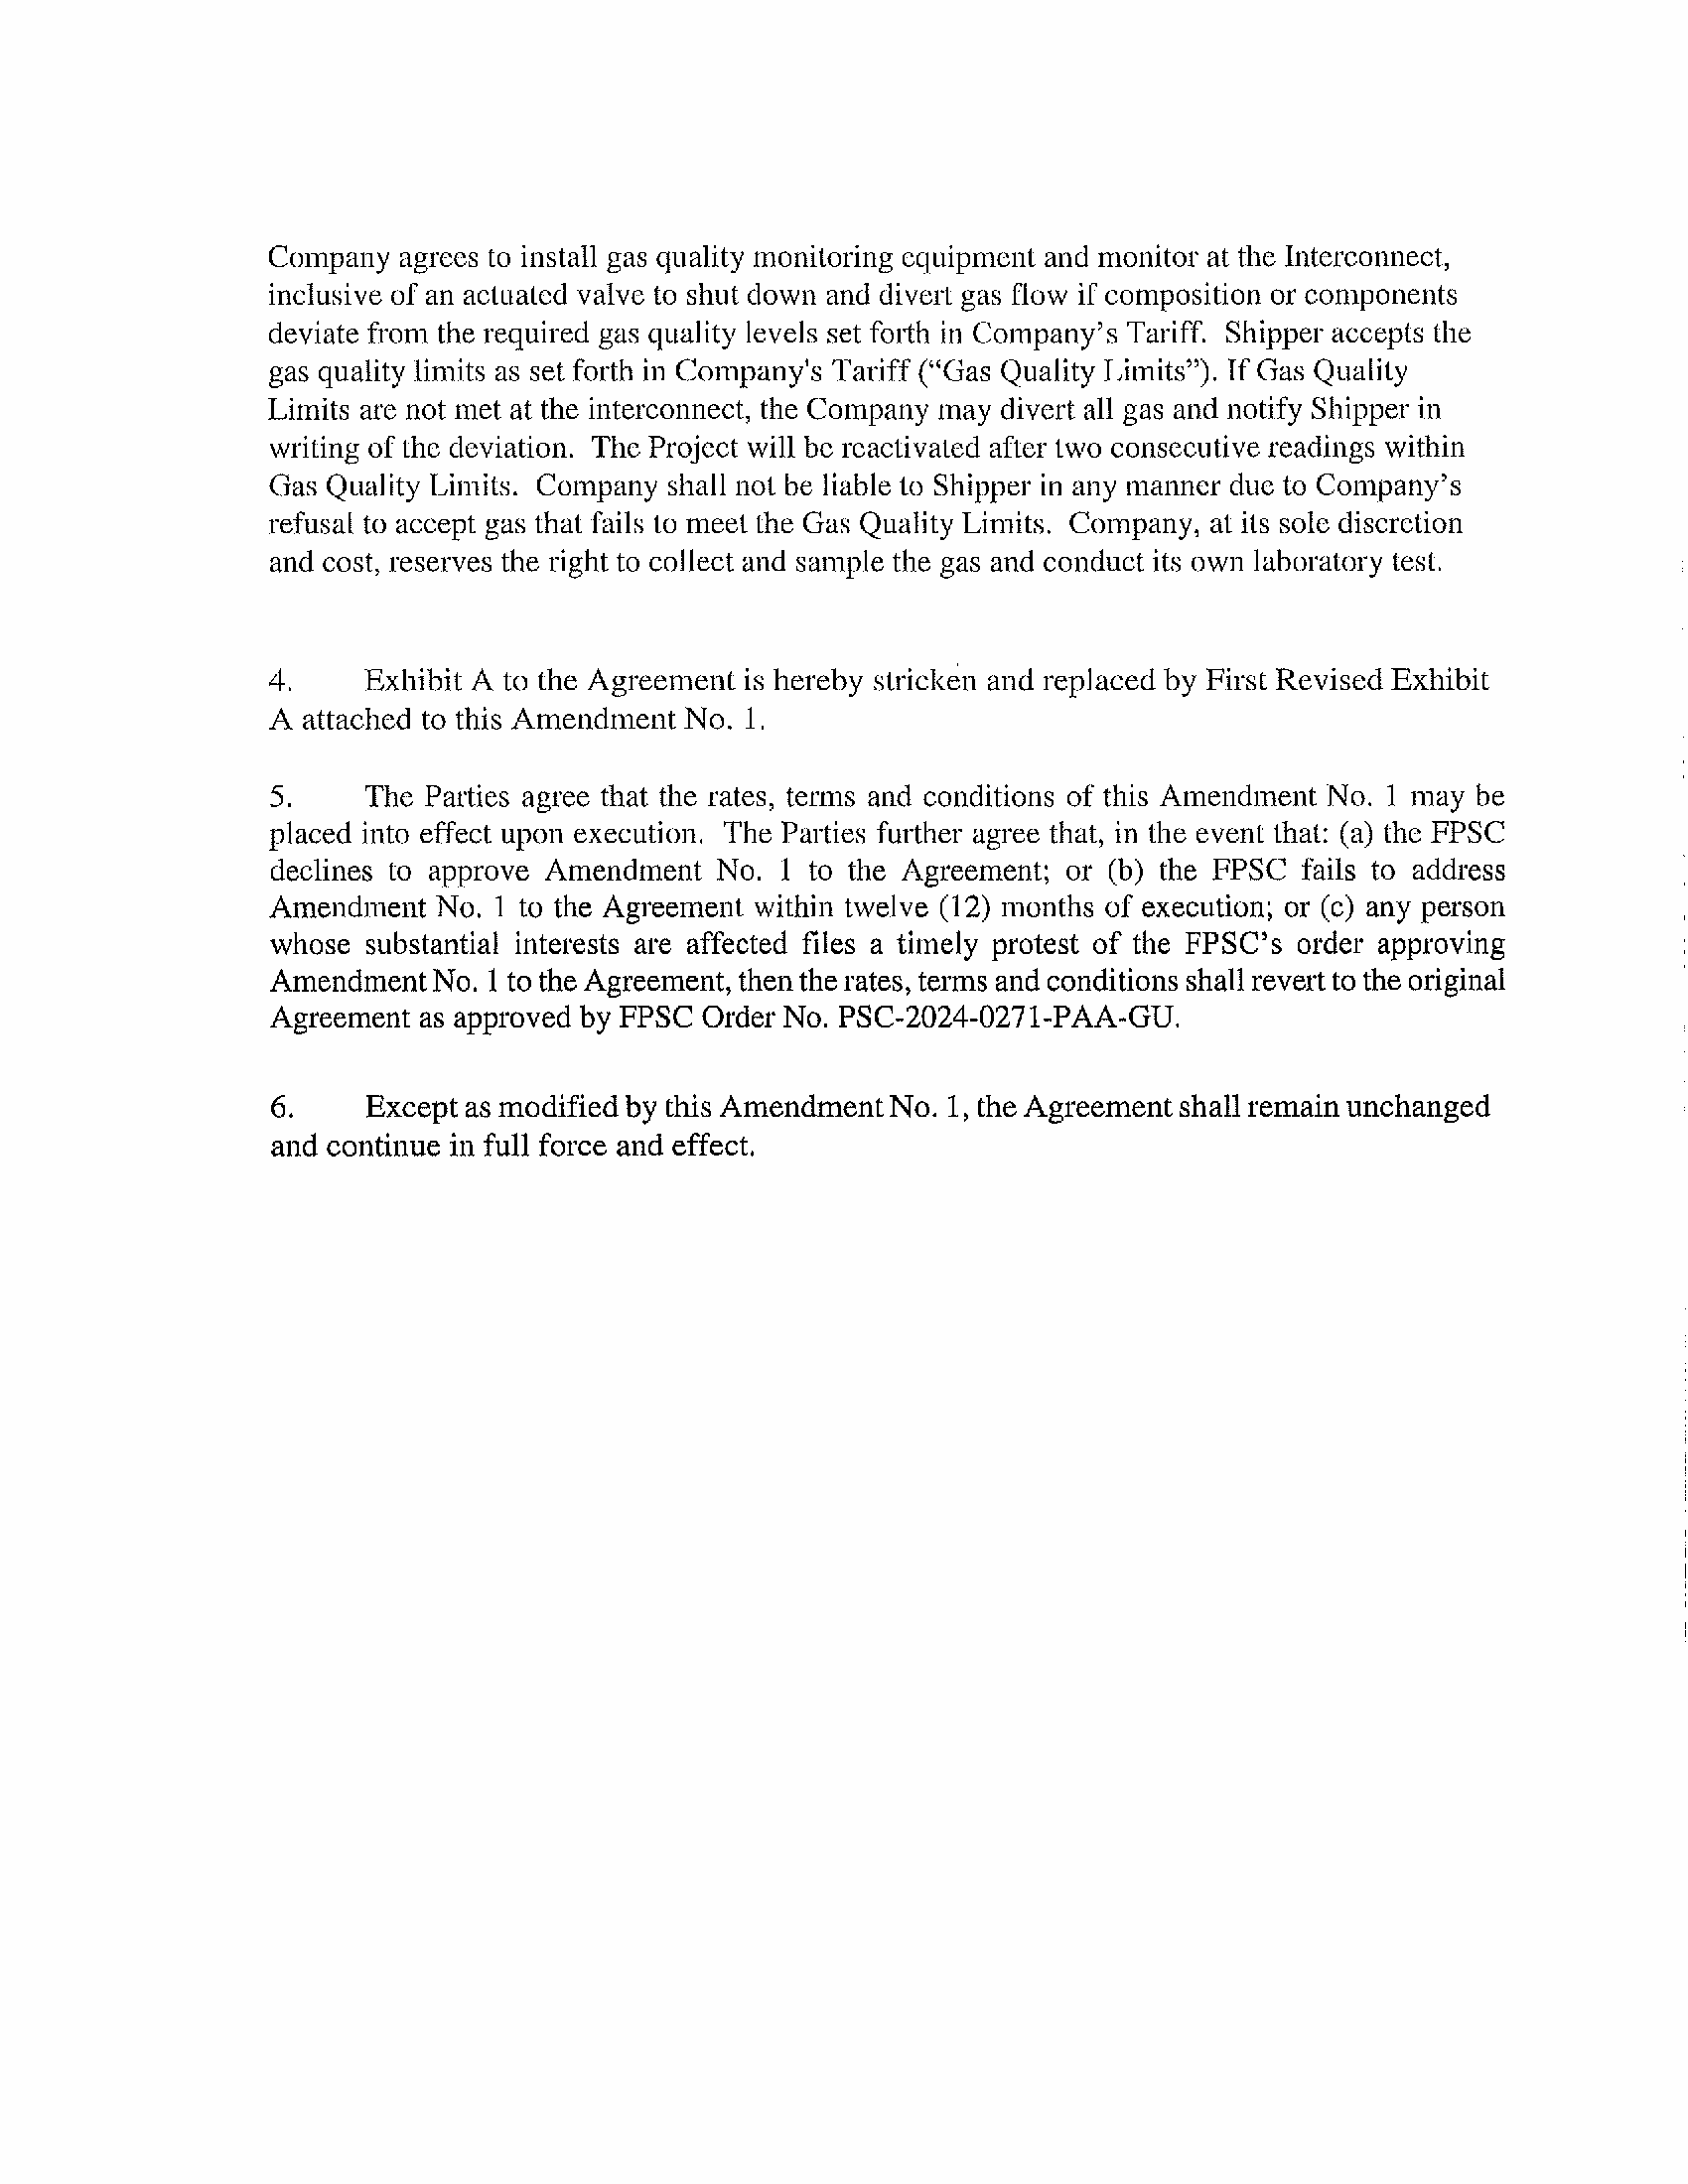 Company agrees to install gas quality monitoring equipment and monitor at the Interconnect,
inclusive of an actuated valve to shut down and divert gas flow if composition or components
deviate from the required gas quality levels set forth in Company’s Tariff.  Shipper accepts the
gas quality limits as set forth in Company's Tariff (“Gas Quality Limits”). If Gas Quality
Limits are not met at the interconnect, the Company may divert all gas and notify Shipper in
writing of the deviation.  The Project will be reactivated after two consecutive readings within
Gas Quality Limits.  Company shall not be liable to Shipper in any manner due to Company’s
refusal to accept gas that fails to meet the Gas Quality Limits.  Company, at its sole discretion
and cost, reserves the right to collect and sample the gas and conduct its own laboratory test.
4. Exhibit A to the Agreement is hereby stricken and replaced by First Revised Exhibit
A attached to this Amendment No. 1.
5. The Parties agree that the rates, terms and conditions of this Amendment No. 1 may be
placed into effect upon execution.  The Parties further agree that, in the event that: (a) the FPSC
declines to approve Amendment No. 1 to the Agreement; or (b) the FPSC fails to address
Amendment No. 1 to the Agreement within twelve (12) months of execution; or (c) any person
whose substantial interests are affected files a timely protest of the FPSC’s order approving
Amendment No. 1 to the Agreement, then the rates, terms and conditions shall revert to the original
Agreement as approved by FPSC Order No. PSC-2024-0271-PAA-GU.
6. Except as modified by this Amendment No. 1, the Agreement shall remain unchanged
and continue in full force and effect.